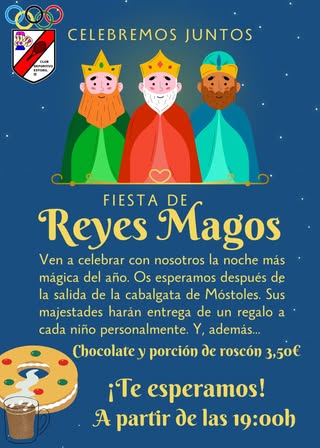 CELEBREMOS JUNTOS
CLUB
DEPORTIVO
FIESTA DE
Reyes Magos
Ven a celebrar con nosotros la noche más
mágica del año. Os esperamos después de
la salida de la cabalgata de Móstoles. Sus
majestades harán entrega de un regalo a
cada niño personalmente. Y, además...
Chocolate y porción de roscón 3,50€
¡Te esperamos!
A partir de las 19:00h